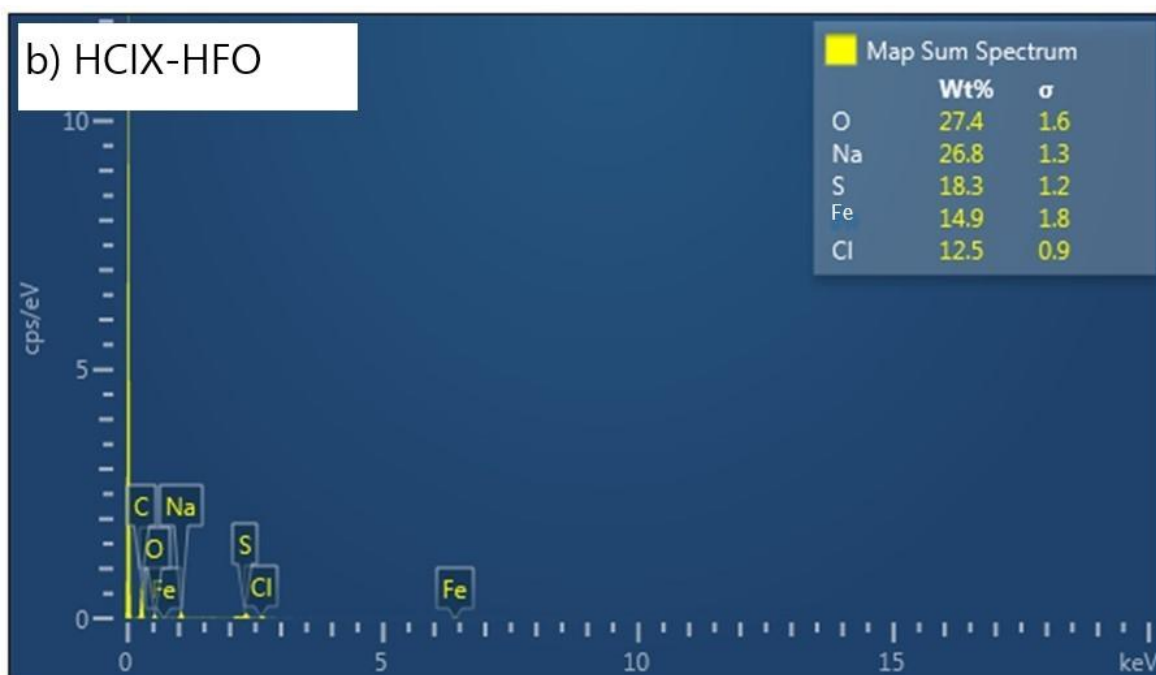 b) HCIX-HFO
Map Sum Spectrum
Wt% σ
O 27.4 1.6
Na 26.8 1.3
S 18.3 1.2
Fe 14.9 1.8
Cl 12.5 0.9
10
cps/eV
5
C Na
O S
Fe Cl Fe
0
0 5 10 15 keV